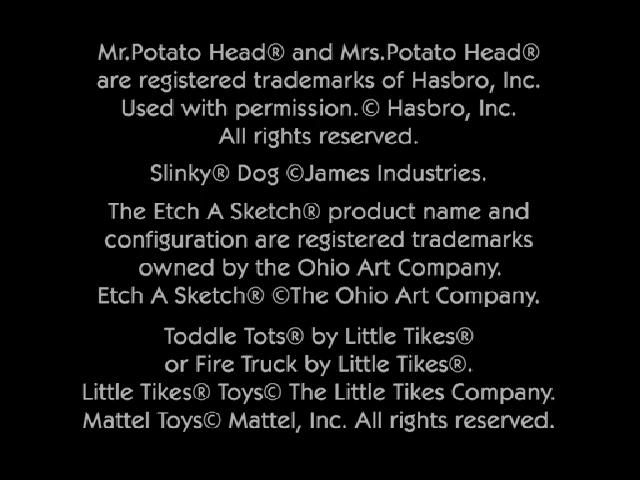 Mr.Potato Head® and Mrs.Potato Head®
are registered trademarks of Hasbro, Inc.
Used with permission.© Hasbro, Inc.
All rights reserved.
Slinky® Dog ©James Industries.
The Etch A Sketch® product name and
configuration are registered trademarks
owned by the Ohio Art Company.
Etch A Sketch® ©The Ohio Art Company.
Toddle Tots® by Little Tikes®
or Fire Truck by Little Tikes®.
Little Tikes® Toys© The Little Tikes Company.
Mattel Toys© Mattel, Inc. All rights reserved.